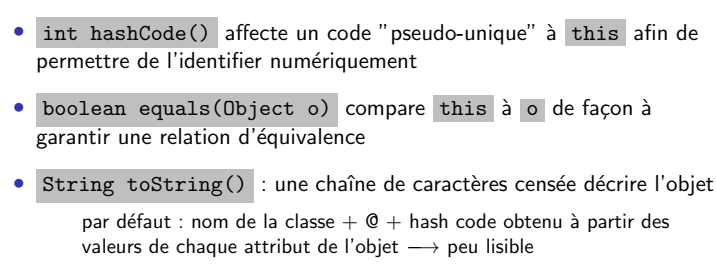 • int hashCode() affecte un code ”pseudo-unique” à this afin de
permettre de l'identifier numériquement
• boolean equals(Object o) compare this à o de façon à
garantir une relation d'équivalence
• String toString() : une chaîne de caractères censée décrire l'objet
par défaut : nom de la classe + @ + hash code obtenu à partir des
valeurs de chaque attribut de l'objet ⟶ peu lisible